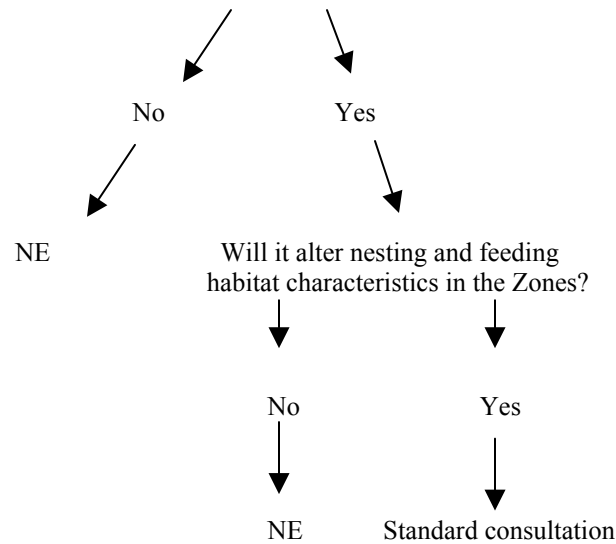 No
Yes
NE
Will it alter nesting and feeding
habitat characteristics in the Zones?
No
Yes
NE
Standard consultation